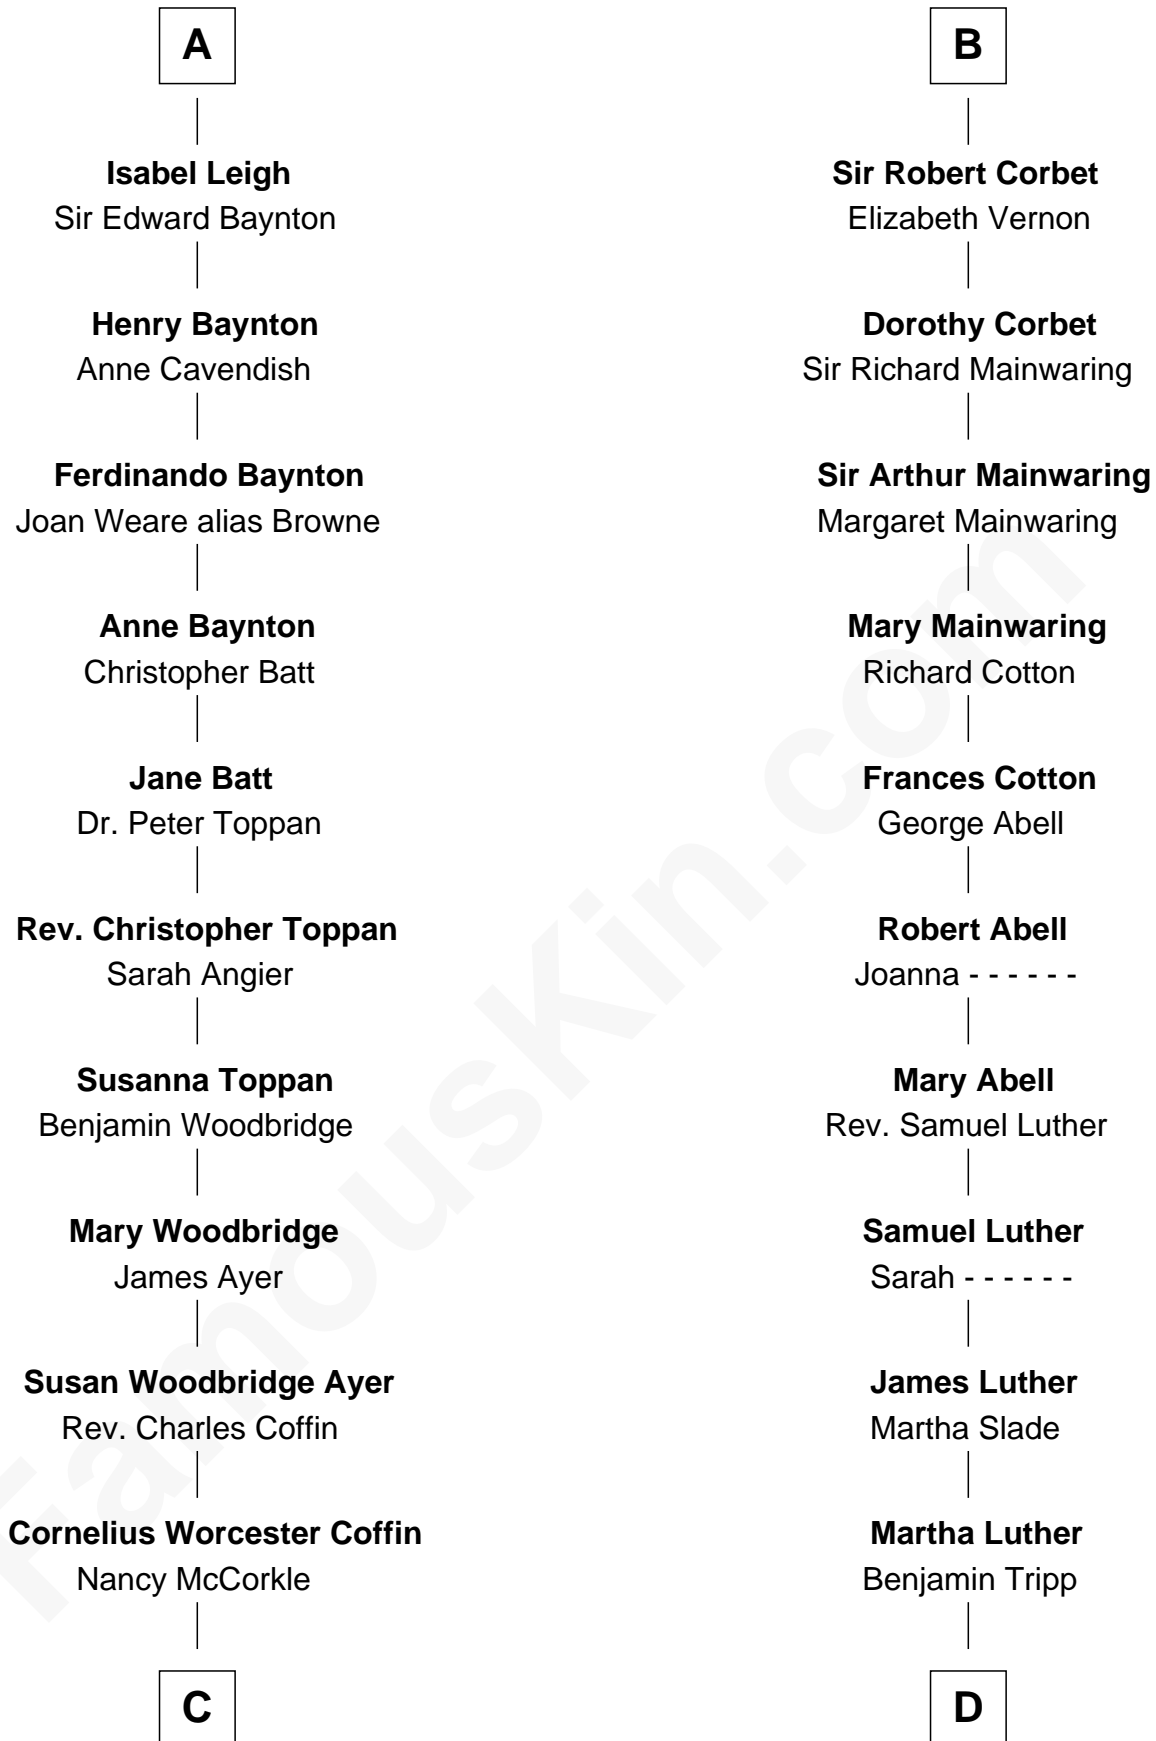 A
Isabel Leigh
Sir Edward Baynton
Henry Baynton
Anne Cavendish
Ferdinando Baynton
Joan Weare alias Browne
Anne Baynton
Christopher Batt
Jane Batt
Dr. Peter Toppan
Rev. Christopher Toppan
Sarah Angier
Susanna Toppan
Benjamin Woodbridge
Mary Woodbridge
James Ayer
Susan Woodbridge Ayer
Rev. Charles Coffin
Cornelius Worcester Coffin
Nancy McCorkle
C
B
Sir Robert Corbet
Elizabeth Vernon
Dorothy Corbet
Sir Richard Mainwaring
Sir Arthur Mainwaring
Margaret Mainwaring
Mary Mainwaring
Richard Cotton
Frances Cotton
George Abell
Robert Abell
Joanna - - - - - -
Mary Abell
Rev. Samuel Luther
Samuel Luther
Sarah - - - - - -
James Luther
Martha Slade
Martha Luther
Benjamin Tripp
D
FamousKin.com